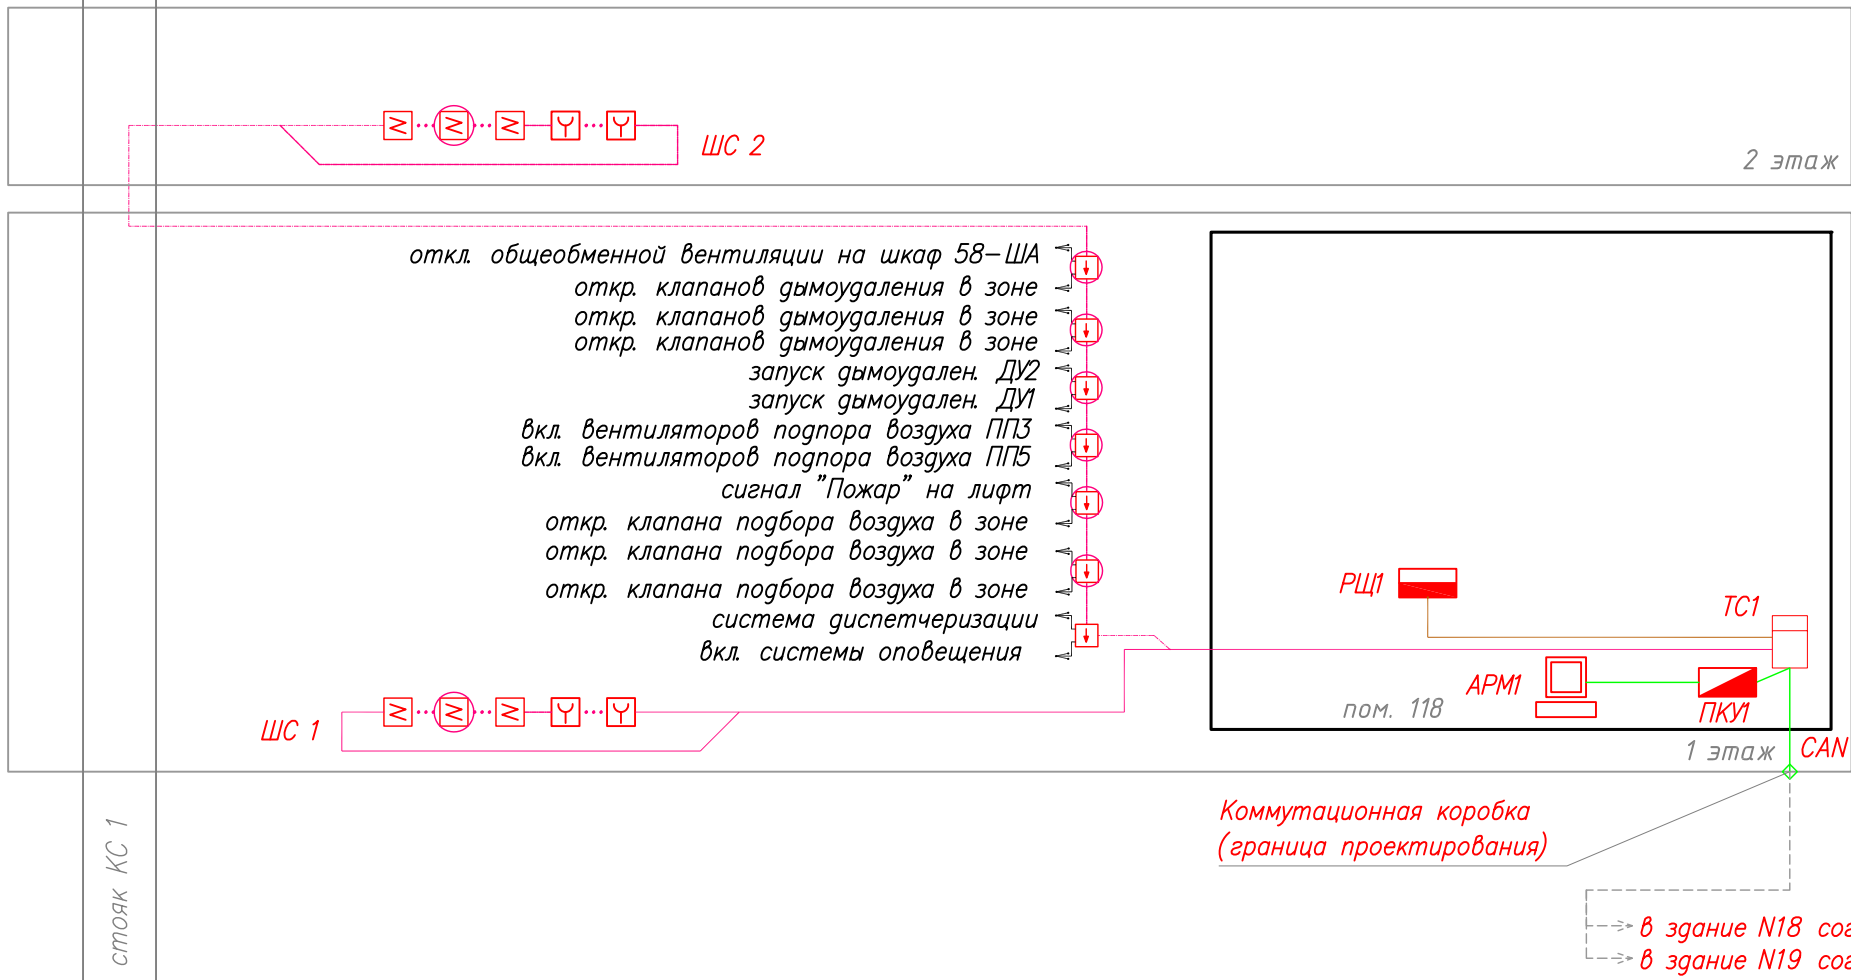 ШС 2
2 этаж
откл. общеобменной вентиляции на шкаф 58-ША
откр. клапанов дымоудаления в зоне
откр. клапанов дымоудаления в зоне
откр. клапанов дымоудаления в зоне
запуск дымоудален. ДУ2
запуск дымоудален. ДУ1
вкл. вентиляторов подпора воздуха ПП3
вкл. вентиляторов подпора воздуха ПП5
сигнал "Пожар" на лифт
откр. клапана подбора воздуха в зоне
откр. клапана подбора воздуха в зоне
откр. клапана подбора воздуха в зоне
система диспетчеризации
вкл. системы оповещения
РЩ1
ТС1
АРМ1
ПКУ1
пом. 118
ШС 1
1 этаж
CAN
Коммутационная коробка
(граница проектирования)
стояк КС 1
в здание N18 сог
в здание N19 сог